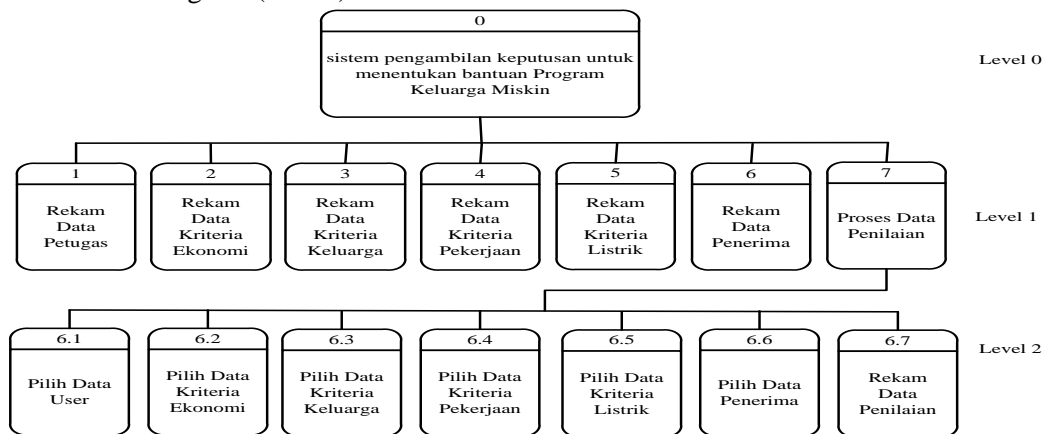 0
sistem pengambilan keputusan untuk
menentukan bantuan Program
Keluarga Miskin
Level 0
1
Rekam
Data
Petugas
2
Rekam
Data
Kriteria
Ekonomi
3
Rekam
Data
Kriteria
Keluarga
4
Rekam
Data
Kriteria
Pekerjaan
5
Rekam
Data
Kriteria
Listrik
6
Rekam
Data
Penerima
7
Proses Data
Penilaian
Level 1
6.1
Pilih Data
User
6.2
Pilih Data
Kriteria
Ekonomi
6.3
Pilih Data
Kriteria
Keluarga
6.4
Pilih Data
Kriteria
Pekerjaan
6.5
Pilih Data
Kriteria
Listrik
6.6
Pilih Data
Penerima
6.7
Rekam
Data
Penilaian
Level 2